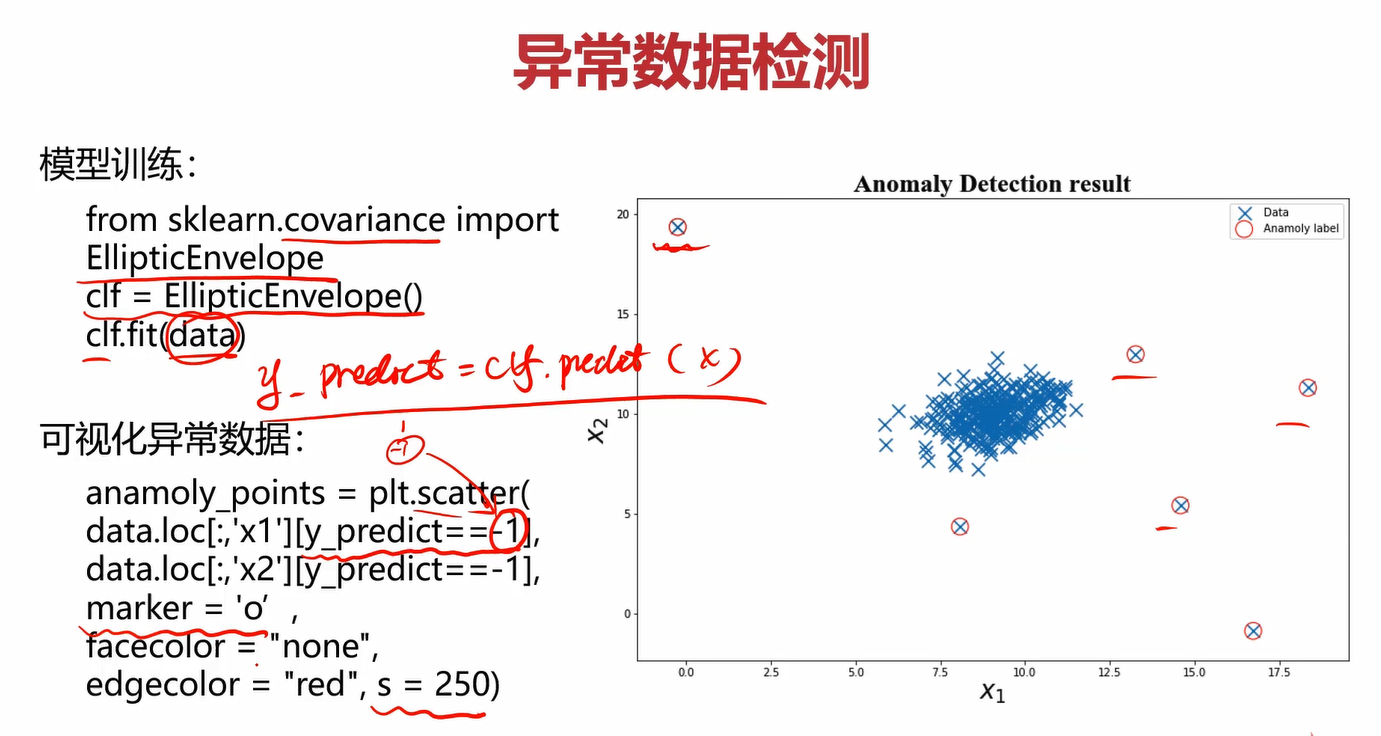 异常数据检测
模型训练：
from sklearn.covariance import
EllipticEnvelope
clf = EllipticEnvelope()
clf.fit(data)
y_predict = clf.predct (x)
可视化异常数据：
-1
anamoly_points = plt.scatter(
data.loc[:,'x1'][y_predict==-1],
data.loc[:,'x2'][y_predict==-1],
marker = 'o’ ,
facecolor = "none",
edgecolor = "red", s = 250)
Anomaly Detection result
Data
Anamoly label
20
15
10
5
0
x2
0.0 2.5 5.0 7.5 10.0 12.5 15.0 17.5
x1